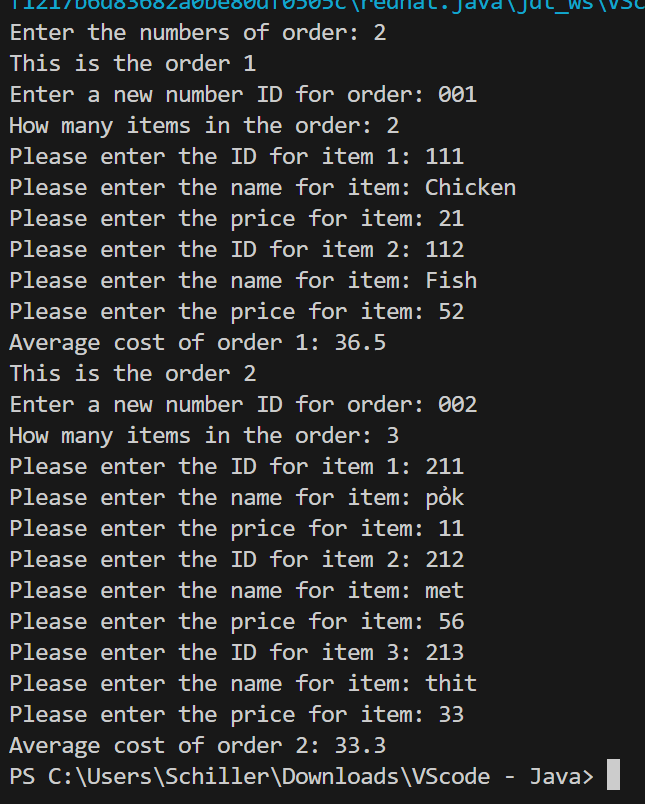 f1217b6d83682a0be80df0505c\redhat.java\jdt_ws\VSc
Enter the numbers of order: 2
This is the order 1
Enter a new number ID for order: 001
How many items in the order: 2
Please enter the ID for item 1: 111
Please enter the name for item: Chicken
Please enter the price for item: 21
Please enter the ID for item 2: 112
Please enter the name for item: Fish
Please enter the price for item: 52
Average cost of order 1: 36.5
This is the order 2
Enter a new number ID for order: 002
How many items in the order: 3
Please enter the ID for item 1: 211
Please enter the name for item: pỏk
Please enter the price for item: 11
Please enter the ID for item 2: 212
Please enter the name for item: met
Please enter the price for item: 56
Please enter the ID for item 3: 213
Please enter the name for item: thit
Please enter the price for item: 33
Average cost of order 2: 33.3
PS C:\Users\Schiller\Downloads\VScode - Java>